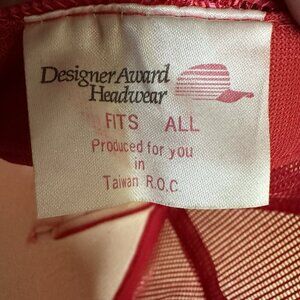 Designer Award
Headwear
FITS ALL
Produced for you
in
Taiwan R.O.C